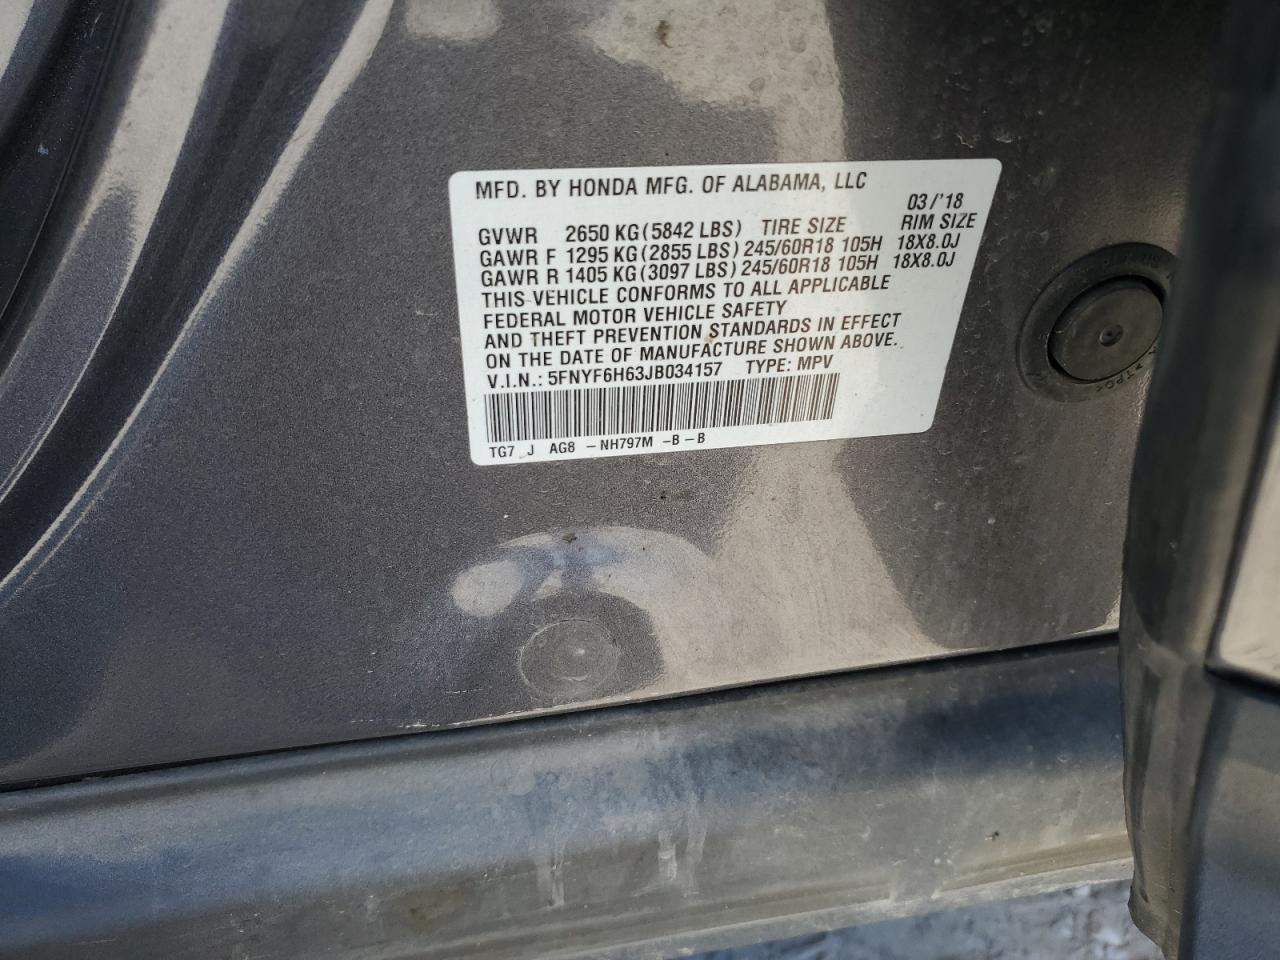 MFD. BY HONDA MFG. OF ALABAMA, LLC
03/'18
GVWR 2650 KG (5842 LBS) TIRE SIZE RIM SIZE
GAWR F 1295 KG (2855 LBS) 245/60R18 105H 18X8.0J
GAWR R 1405 KG (3097 LBS) 245/60R18 105H 18X8.0J
THIS VEHICLE CONFORMS TO ALL APPLICABLE
FEDERAL MOTOR VEHICLE SAFETY
AND THEFT PREVENTION STANDARDS IN EFFECT
ON THE DATE OF MANUFACTURE SHOWN ABOVE.
V.I.N.: 5FNYF6H63JB034157 TYPE: MPV
TG7 J AG8 -NH797M -B-B